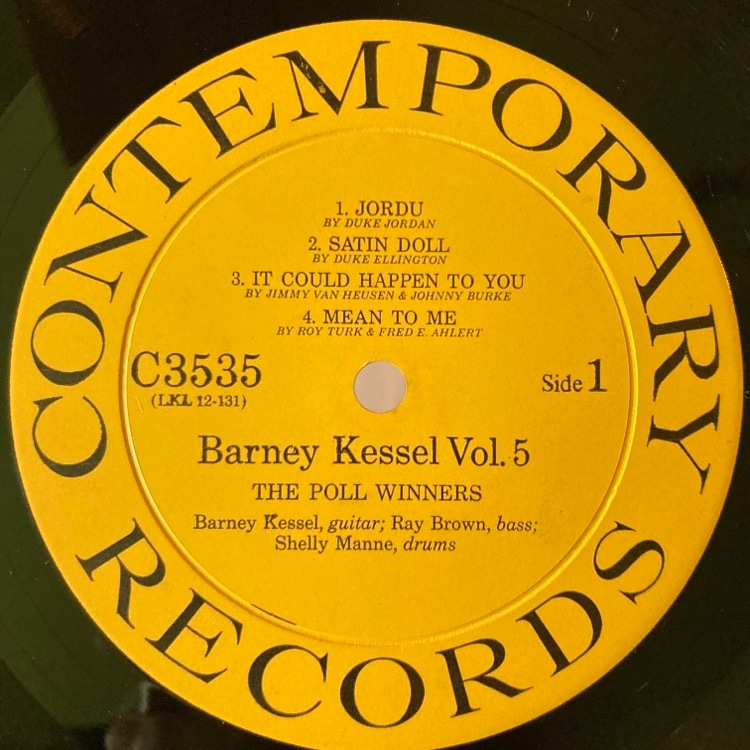 CONTEMPORARY
1. JORDU
BY DUKE JORDAN
2. SATIN DOLL
BY DUKE ELLINGTON
3. IT COULD HAPPEN TO YOU
BY JIMMY VAN HEUSEN & JOHNNY BURKE
4. MEAN TO ME
BY ROY TURK & FRED E. AHLERT
C3535
(LKL 12-131)
Side 1
Barney Kessel Vol. 5
THE POLL WINNERS
Barney Kessel, guitar; Ray Brown, bass;
Shelly Manne, drums
RECORDS